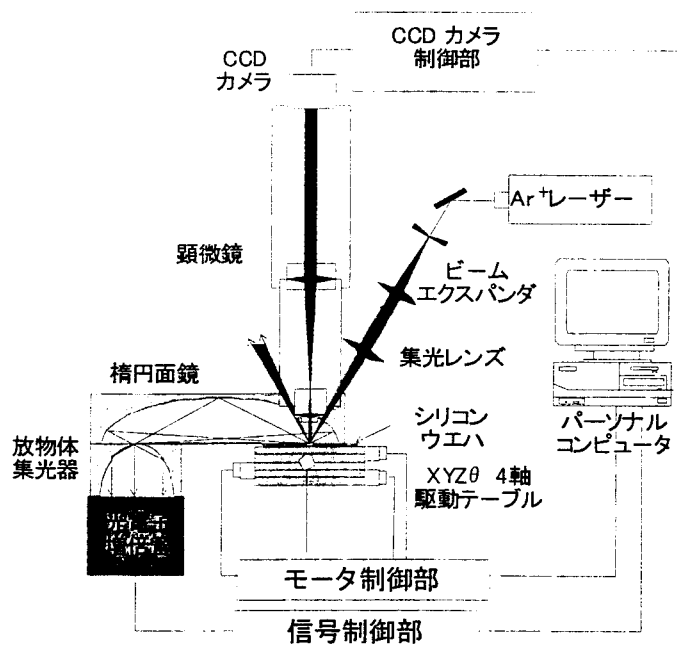 CCD カメラ
制御部
CCD
カメラ
Ar⁺レーザー
顕微鏡
ビーム
エクスパンダ
集光レンズ
楕円面鏡
シリコン
ウエハ
パーソナル
コンピュータ
放物体
集光器
XYZθ 4軸
駆動テーブル
モータ制御部
信号制御部